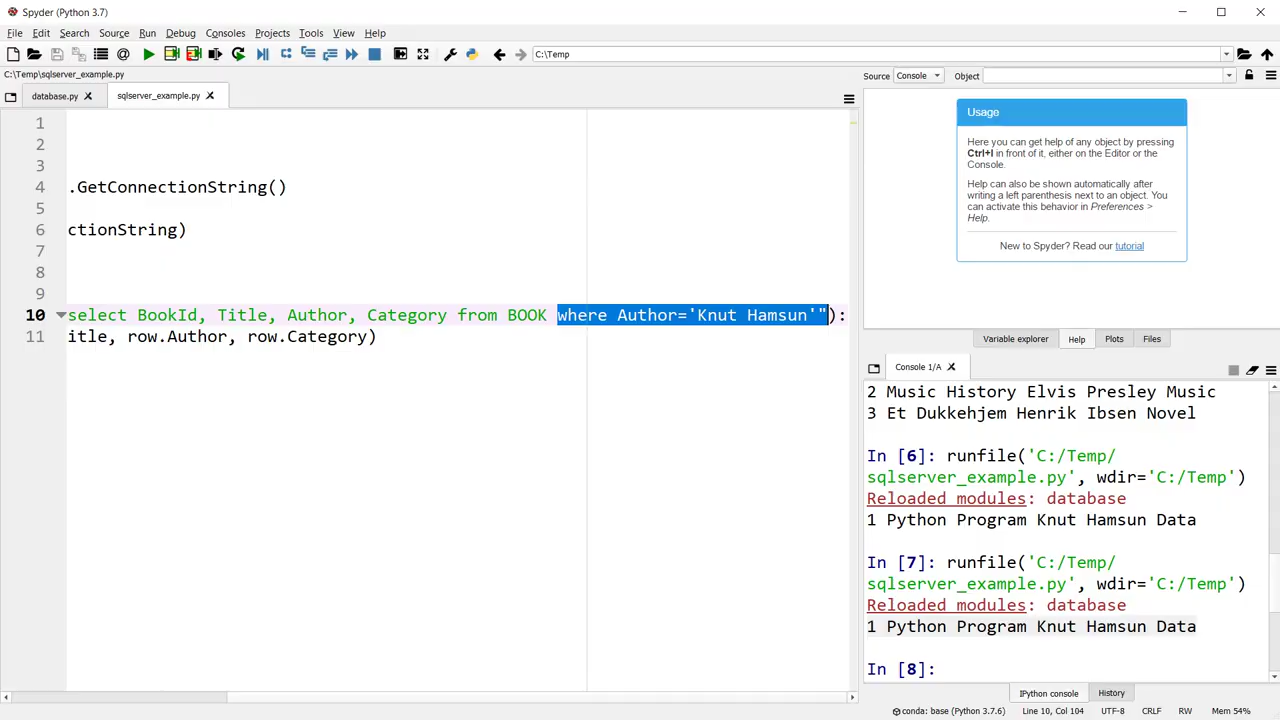 Spyder (Python 3.7)
File Edit Search Source Run Debug Consoles Projects Tools View Help
C:\Temp
C:\Temp\sqlserver_example.py
Source Console Object
database.py sqlserver_example.py
1
2
3
4 .GetConnectionString()
5
6 ctionString)
7
8
9
10 select BookId, Title, Author, Category from BOOK where Author='Knut Hamsun'"):
11 itle, row.Author, row.Category)
Usage
Here you can get help of any object by pressing
Ctrl+I in front of it, either on the Editor or the
Console.
Help can also be shown automatically after
writing a left parenthesis next to an object. You
can activate this behavior in Preferences >
Help.
New to Spyder? Read our tutorial
Variable explorer Help Plots Files
Console 1/A
2 Music History Elvis Presley Music
3 Et Dukkehjem Henrik Ibsen Novel
In [6]: runfile('C:/Temp/
sqlserver_example.py', wdir='C:/Temp')
Reloaded modules: database
1 Python Program Knut Hamsun Data
In [7]: runfile('C:/Temp/
sqlserver_example.py', wdir='C:/Temp')
Reloaded modules: database
1 Python Program Knut Hamsun Data
In [8]:
IPython console History
conda: base (Python 3.7.6) Line 10, Col 104 UTF-8 CRLF RW Mem 54%